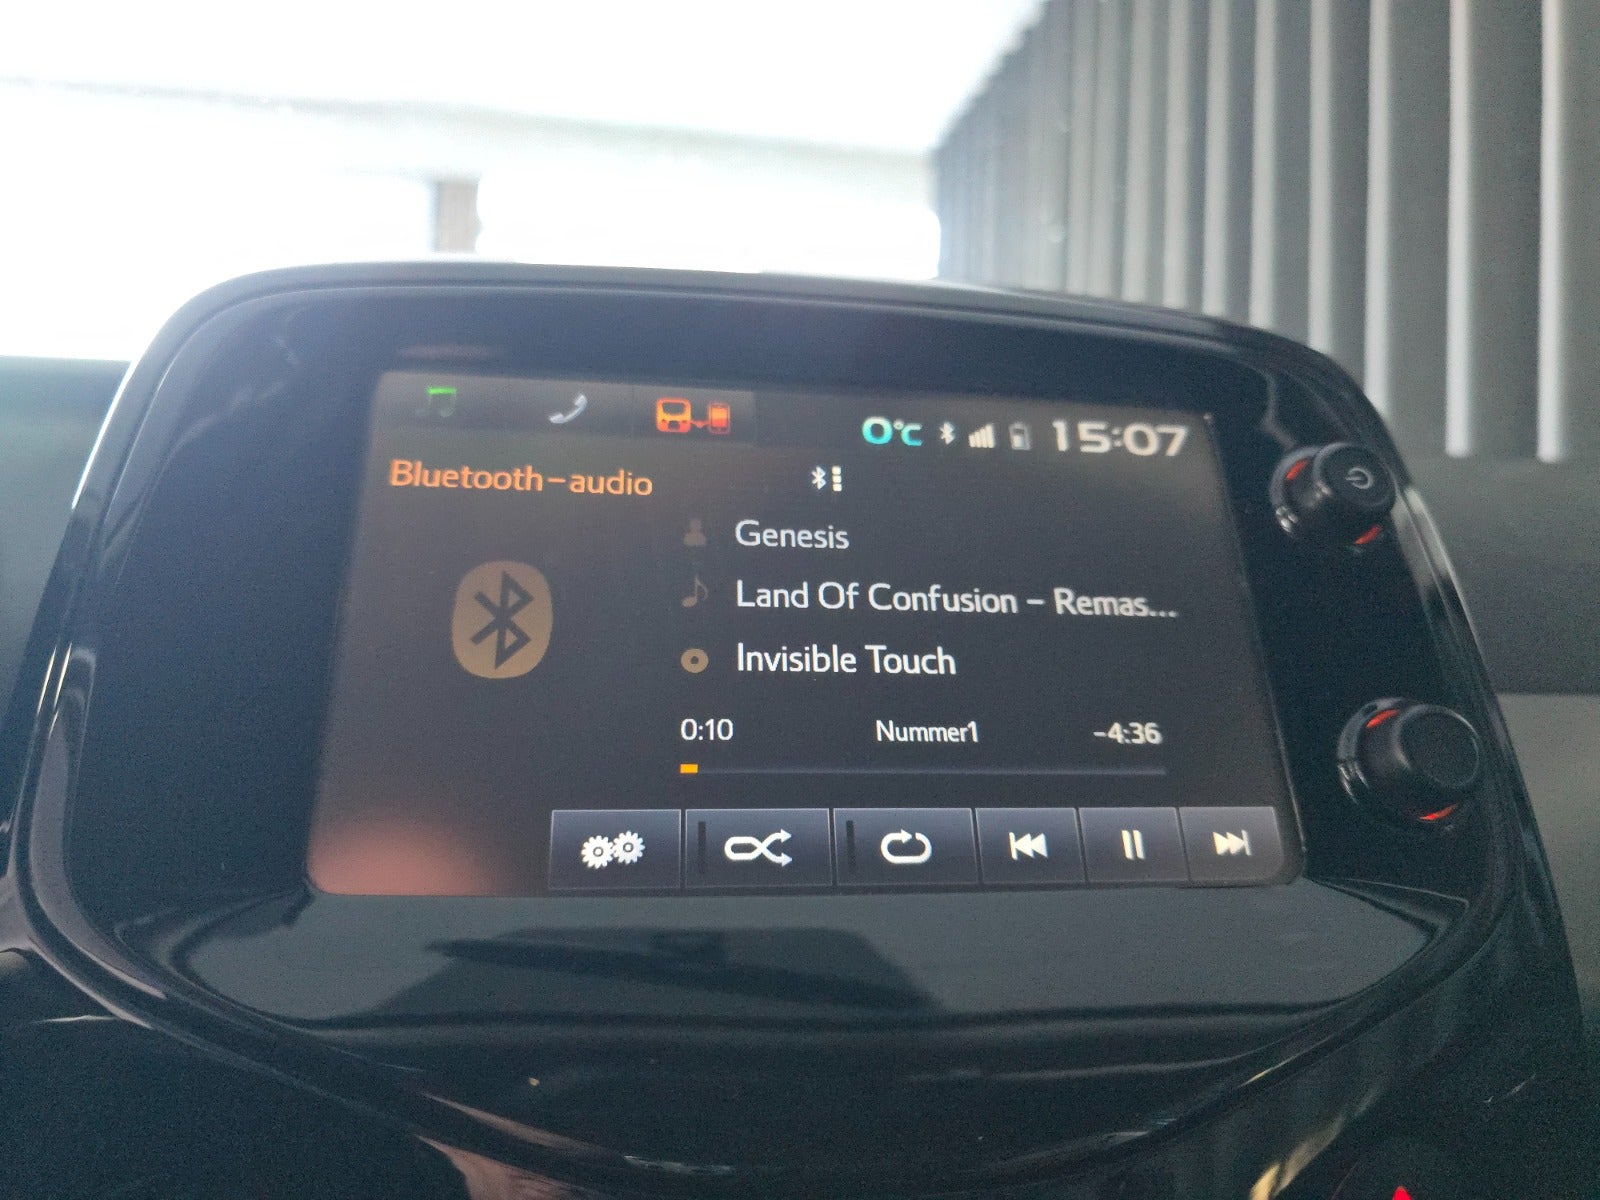 0°C 15:07
Bluetooth-audio
Genesis
Land Of Confusion - Remas...
Invisible Touch
0:10 Nummer1 -4:36